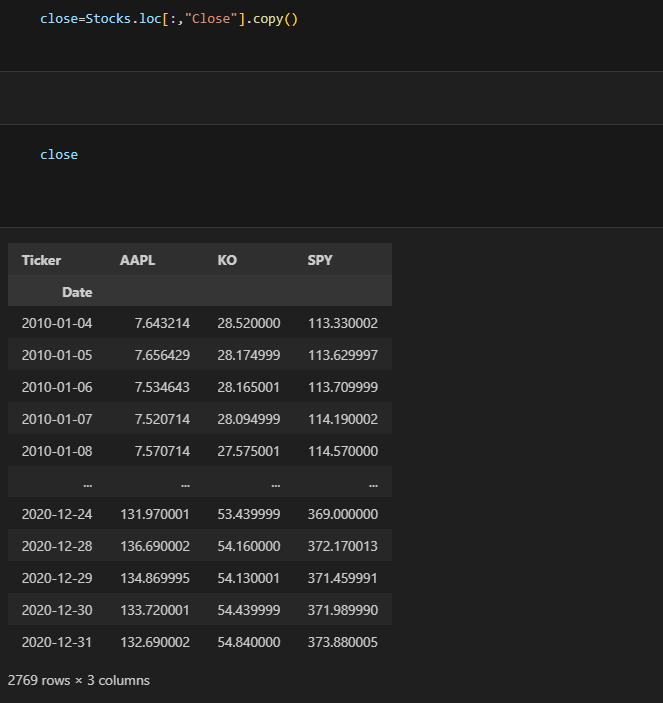 close=Stocks.loc[:,"Close"].copy()
close
Ticker AAPL KO SPY
Date
2010-01-04 7.643214 28.520000 113.330002
2010-01-05 7.656429 28.174999 113.629997
2010-01-06 7.534643 28.165001 113.709999
2010-01-07 7.520714 28.094999 114.190002
2010-01-08 7.570714 27.575001 114.570000
... ... ... ...
2020-12-24 131.970001 53.439999 369.000000
2020-12-28 136.690002 54.160000 372.170013
2020-12-29 134.869995 54.130001 371.459991
2020-12-30 133.720001 54.439999 371.989990
2020-12-31 132.690002 54.840000 373.880005
2769 rows × 3 columns